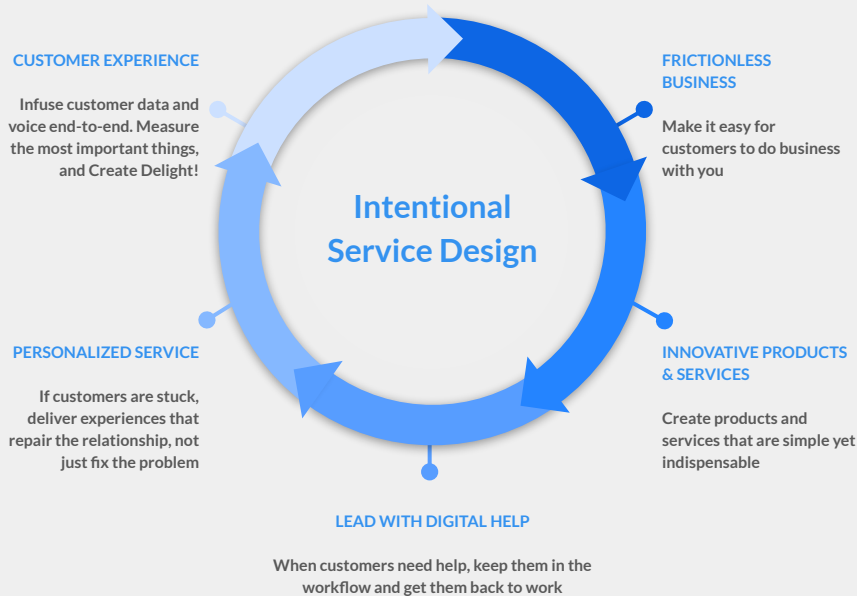 CUSTOMER EXPERIENCE
Infuse customer data and
voice end-to-end. Measure
the most important things,
and Create Delight!
FRICTIONLESS
BUSINESS
Make it easy for
customers to do business
with you
Intentional
Service Design
PERSONALIZED SERVICE
If customers are stuck,
deliver experiences that
repair the relationship, not
just fix the problem
INNOVATIVE PRODUCTS
& SERVICES
Create products and
services that are simple yet
indispensable
LEAD WITH DIGITAL HELP
When customers need help, keep them in the
workflow and get them back to work